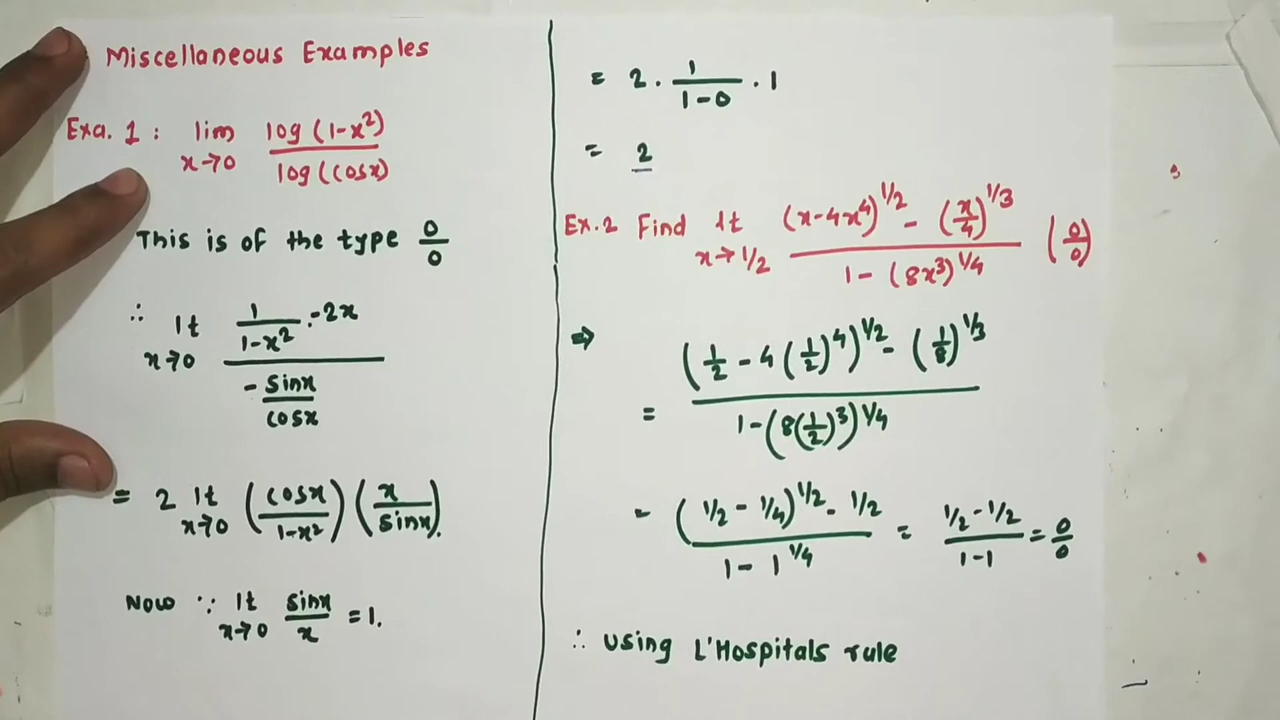 Miscellaneous Examples
Exa. 1 : lim x→0 log (1-x²) / log (cosx)
This is of the type 0/0
∴ lt x→0 (1/(1-x²) · -2x) / (- sinx/cosx)
= 2 lt x→0 (cosx/(1-x²)) (x/sinx).
Now ∵ lt x→0 sinx/x = 1.
= 2 · 1/(1-0) · 1
= 2
Ex.2 Find lt x→1/2 ((x-4x⁴)^1/2 - (x/4)^1/3) / (1 - (8x³)^1/4) (0/0)
⇒
= ((1/2 - 4(1/2)⁴)^1/2 - (1/8)^1/3) / (1-(8(1/2)³)^1/4)
= ((1/2 - 1/4)^1/2 - 1/2) / (1 - 1^1/4) = (1/2 - 1/2) / (1-1) = 0/0
∴ using L'Hospitals rule